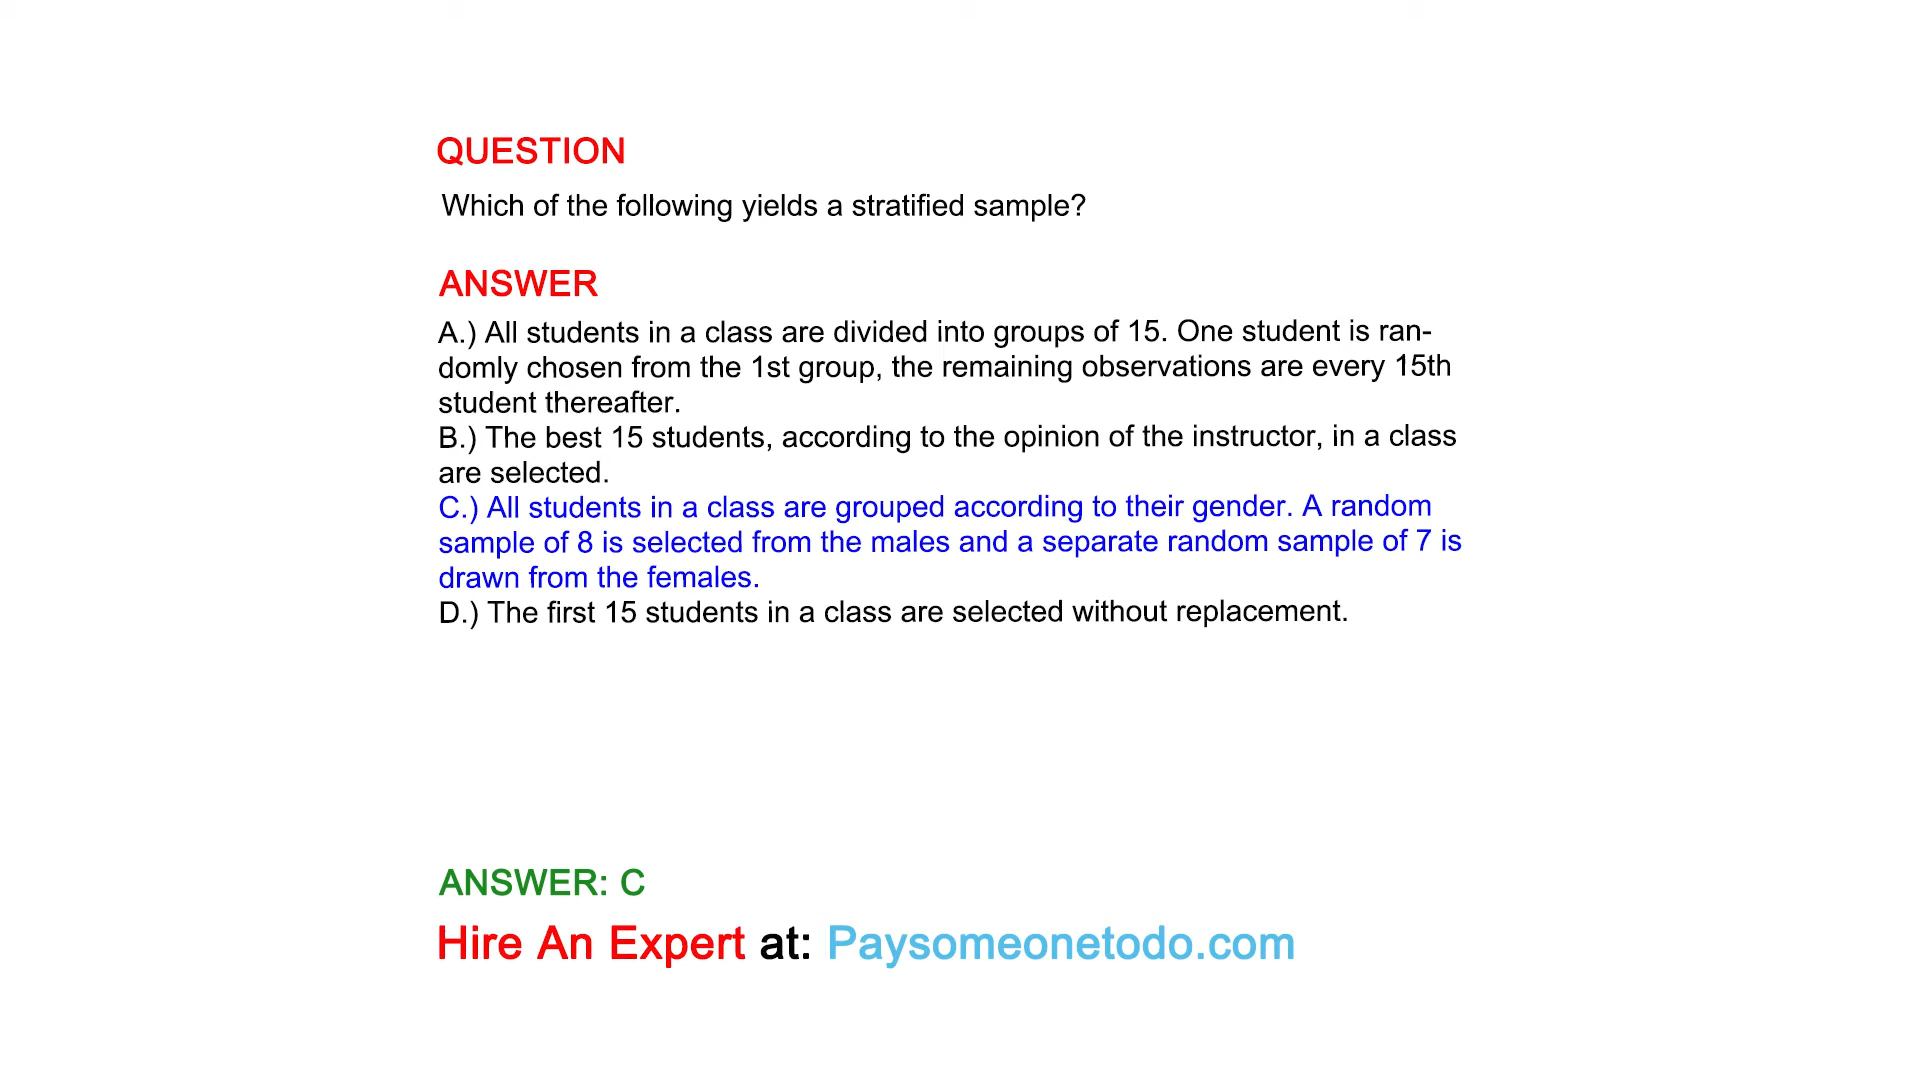 QUESTION
Which of the following yields a stratified sample?
ANSWER
A.) All students in a class are divided into groups of 15. One student is ran-
domly chosen from the 1st group, the remaining observations are every 15th
student thereafter.
B.) The best 15 students, according to the opinion of the instructor, in a class
are selected.
C.) All students in a class are grouped according to their gender. A random
sample of 8 is selected from the males and a separate random sample of 7 is
drawn from the females.
D.) The first 15 students in a class are selected without replacement.
ANSWER: C
Hire An Expert at: Paysomeonetodo.com